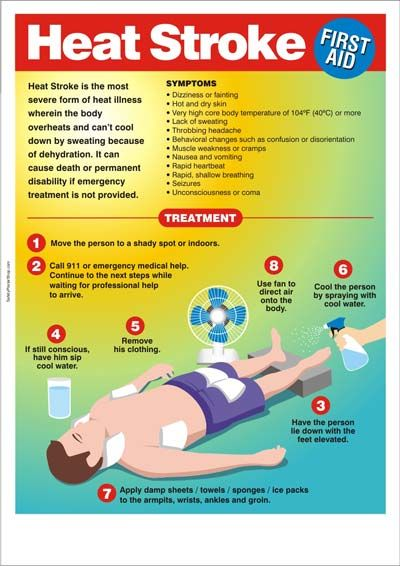 Heat Stroke
FIRST
AID
Heat Stroke is the most
severe form of heat illness
wherein the body
overheats and can't cool
down by sweating because
of dehydration. It can
cause death or permanent
disability if emergency
treatment is not provided.
SYMPTOMS
• Dizziness or fainting
• Hot and dry skin
• Very high core body temperature of 104ºF (40ºC) or more
• Lack of sweating
• Throbbing headache
• Behavioral changes such as confusion or disorientation
• Muscle weakness or cramps
• Nausea and vomiting
• Rapid heartbeat
• Rapid, shallow breathing
• Seizures
• Unconsciousness or coma
TREATMENT
1 Move the person to a shady spot or indoors.
2 Call 911 or emergency medical help.
Continue to the next steps while
waiting for professional help
to arrive.
8
Use fan to
direct air
onto the
body.
6
Cool the person
by spraying with
cool water.
4
If still conscious,
have him sip
cool water.
5
Remove
his clothing.
3
Have the person
lie down with the
feet elevated.
7 Apply damp sheets / towels / sponges / ice packs
to the armpits, wrists, ankles and groin.